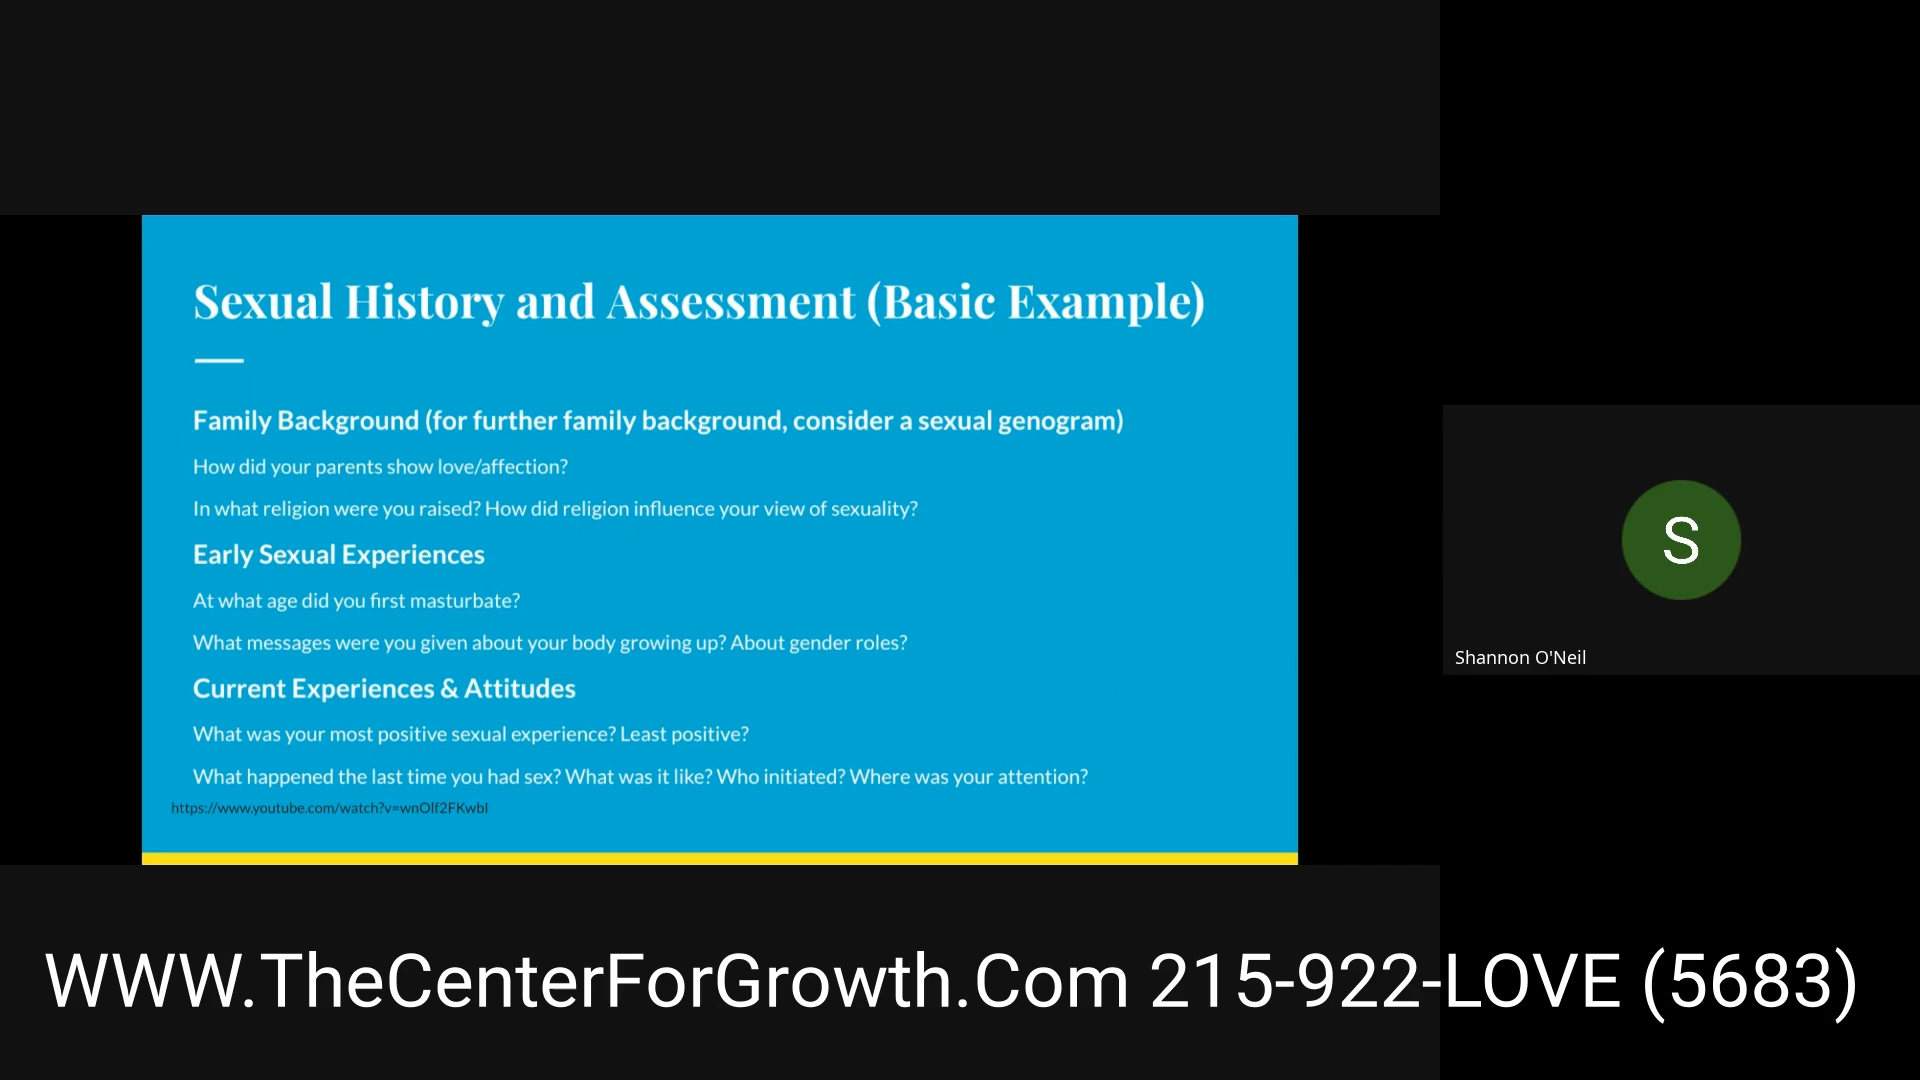 Sexual History and Assessment (Basic Example)
Family Background (for further family background, consider a sexual genogram)
How did your parents show love/affection?
In what religion were you raised? How did religion influence your view of sexuality?
Early Sexual Experiences
At what age did you first masturbate?
What messages were you given about your body growing up? About gender roles?
Current Experiences & Attitudes
What was your most positive sexual experience? Least positive?
What happened the last time you had sex? What was it like? Who initiated? Where was your attention?
https://www.youtube.com/watch?v=wnOlf2FKwbI
S
Shannon O'Neil
WWW.TheCenterForGrowth.Com 215-922-LOVE (5683)